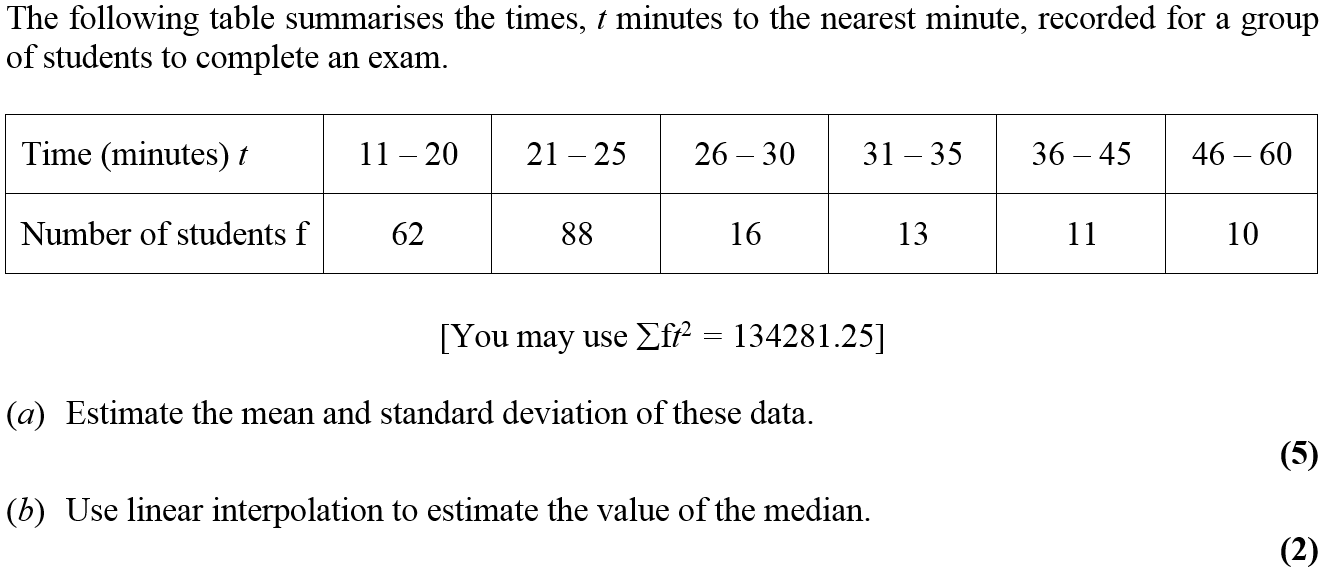 The following table summarises the times, t minutes to the nearest minute, recorded for a group
of students to complete an exam.
Time (minutes) t 11 – 20 21 – 25 26 – 30 31 – 35 36 – 45 46 – 60
Number of students f 62 88 16 13 11 10
[You may use ∑ft² = 134281.25]
(a) Estimate the mean and standard deviation of these data.
(5)
(b) Use linear interpolation to estimate the value of the median.
(2)